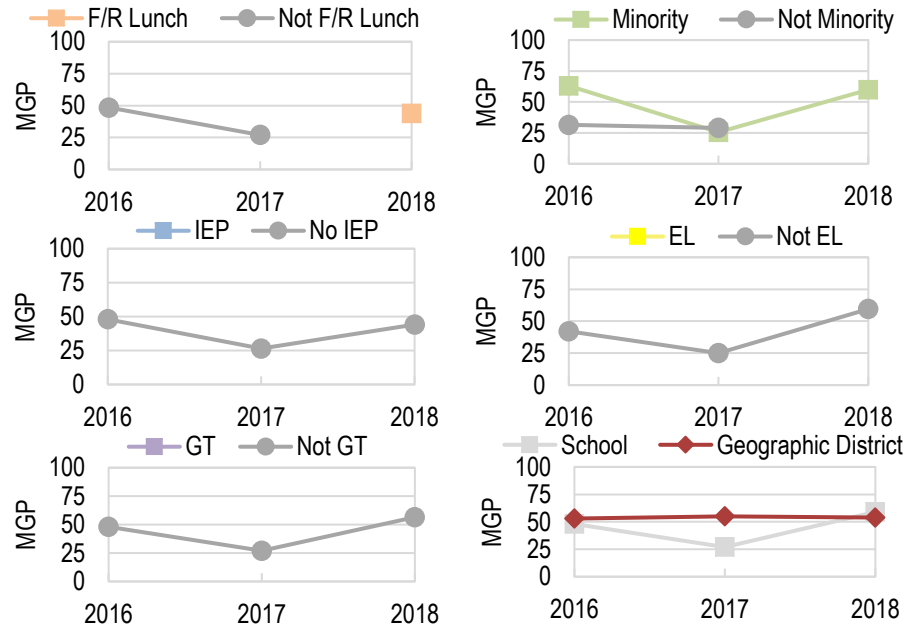 F/R Lunch Not F/R Lunch
100
75
50
25
0
MGP
2016 2017 2018
Minority Not Minority
100
75
50
25
0
MGP
2016 2017 2018
IEP No IEP
100
75
50
25
0
MGP
2016 2017 2018
EL Not EL
100
75
50
25
0
MGP
2016 2017 2018
GT Not GT
100
75
50
25
0
MGP
2016 2017 2018
School Geographic District
100
75
50
25
0
MGP
2016 2017 2018